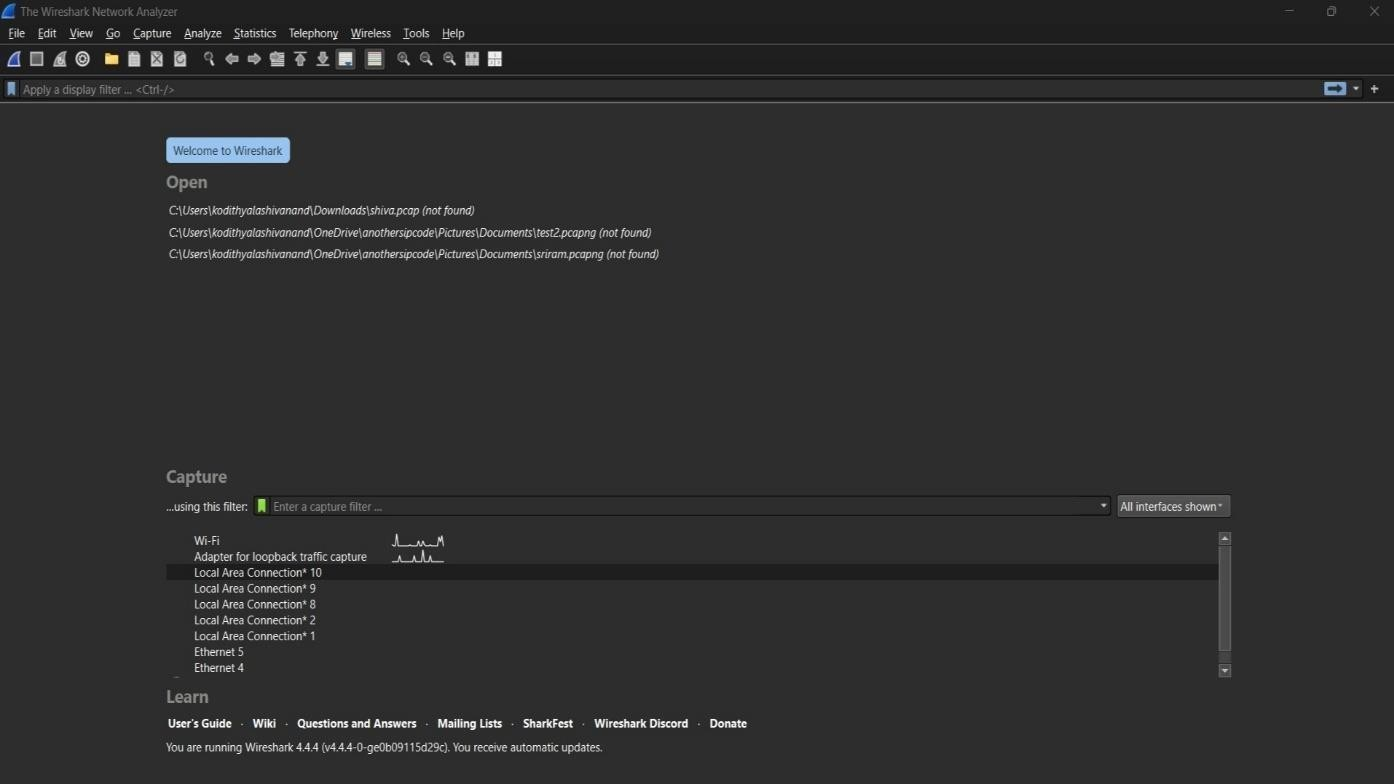 The Wireshark Network Analyzer
File Edit View Go Capture Analyze Statistics Telephony Wireless Tools Help
Apply a display filter ... <Ctrl-/>
+
Welcome to Wireshark
Open
C:\Users\kodithyalashivanand\Downloads\shiva.pcap (not found)
C:\Users\kodithyalashivanand\OneDrive\anothersipcode\Pictures\Documents\test2.pcapng (not found)
C:\Users\kodithyalashivanand\OneDrive\anothersipcode\Pictures\Documents\sriram.pcapng (not found)
Capture
...using this filter: Enter a capture filter ... All interfaces shown
Wi-Fi
Adapter for loopback traffic capture
Local Area Connection* 10
Local Area Connection* 9
Local Area Connection* 8
Local Area Connection* 2
Local Area Connection* 1
Ethernet 5
Ethernet 4
Learn
User's Guide · Wiki · Questions and Answers · Mailing Lists · SharkFest · Wireshark Discord · Donate
You are running Wireshark 4.4.4 (v4.4.4-0-ge0b09115d29c). You receive automatic updates.